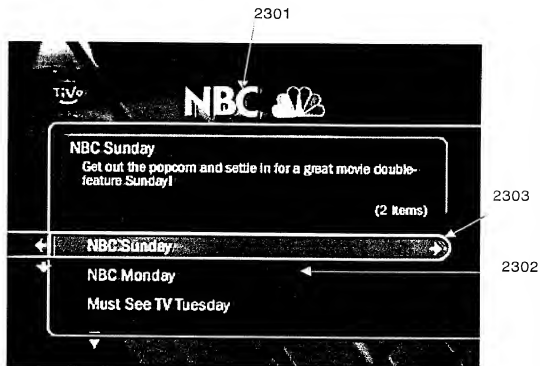 2301
TiVo
NBC
NBC Sunday
Get out the popcorn and settle in for a great movie double-
feature Sunday!
(2 items)
2303
NBC Sunday
2302
NBC Monday
Must See TV Tuesday